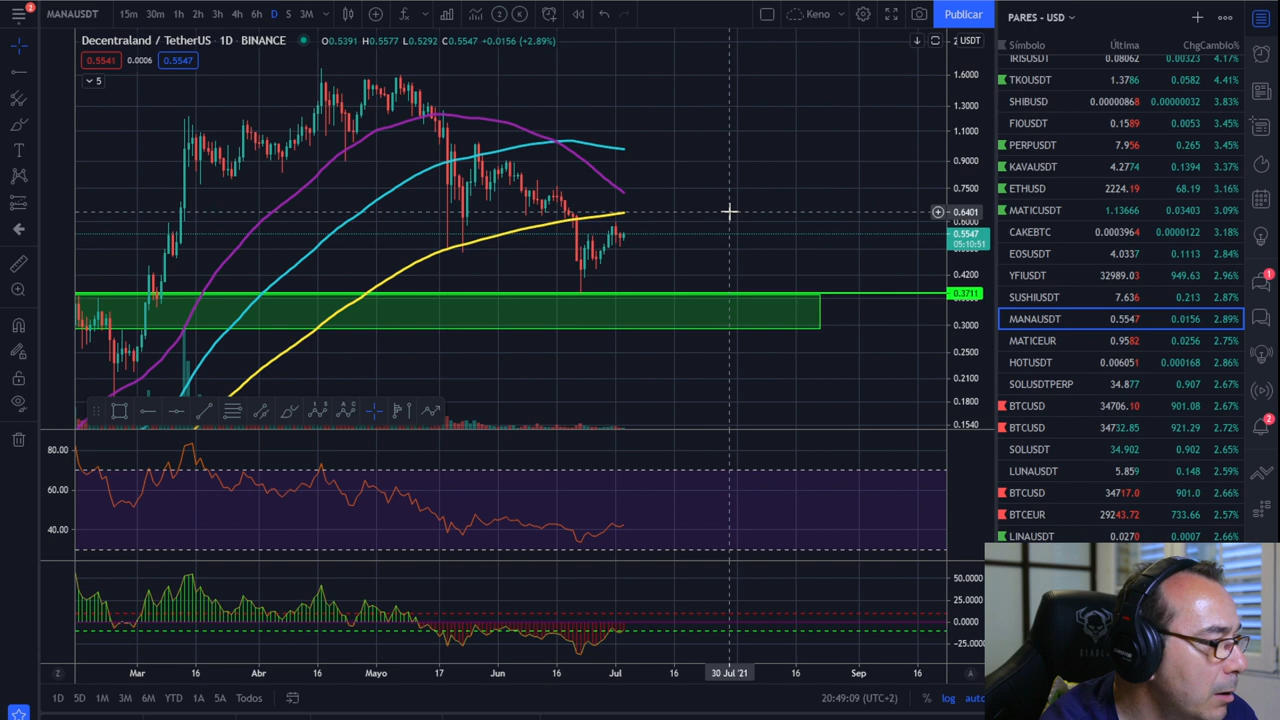 2
MANAUSDT 15m 30m 1h 2h 3h 4h 6h D S 3M 2 K Keno Publicar
PARES - USD
Decentraland / TetherUS · 1D · BINANCE O0.5391 H0.5577 L0.5292 C0.5547 +0.0156 (+2.89%)
USDT
0.5541 0.0006 0.5547
5
1.6000
1.3000
1.1000
0.9000
0.7500
0.6401
0.6000
0.5547
05:10:51
0.4200
0.3711
0.3000
0.2500
0.2100
0.1800
0.1540
80.00
60.00
40.00
50.0000
25.0000
0.0000
−25.0000
Mar 16 Abr 16 Mayo 17 Jun 16 Jul 16 30 Jul '21 16 Sep 16
Z A
1D 5D 1M 3M 6M YTD 1A 5A Todos 20:49:09 (UTC+2) % log auto
Símbolo Última Chg Cambio%
IRISUSDT 0.08062 0.00323 4.17%
TKOUSDT 1.3786 0.0582 4.41%
SHIBUSD 0.00000868 0.00000032 3.83%
FIOUSDT 0.1589 0.0053 3.45%
PERPUSDT 7.956 0.265 3.45%
KAVAUSDT 4.2774 0.1394 3.37%
ETHUSD 2224.19 68.19 3.16%
MATICUSDT 1.13666 0.03403 3.09%
CAKEBTC 0.0003964 0.0000122 3.18%
EOSUSDT 4.0337 0.1113 2.84%
YFIUSDT 32989.03 949.63 2.96%
SUSHIUSDT 7.636 0.213 2.87%
MANAUSDT 0.5547 0.0156 2.89%
MATICEUR 0.9582 0.0256 2.75%
HOTUSDT 0.006051 0.000168 2.86%
SOLUSDTPERP 34.877 0.907 2.67%
BTCUSD 34706.10 901.08 2.67%
BTCUSD 34732.85 921.29 2.72%
SOLUSDT 34.902 0.902 2.65%
LUNAUSDT 5.859 0.148 2.59%
BTCUSD 34717.0 901.0 2.66%
BTCEUR 29243.72 733.66 2.57%
LINAUSDT 0.0270 0.0007 2.66%
1
2